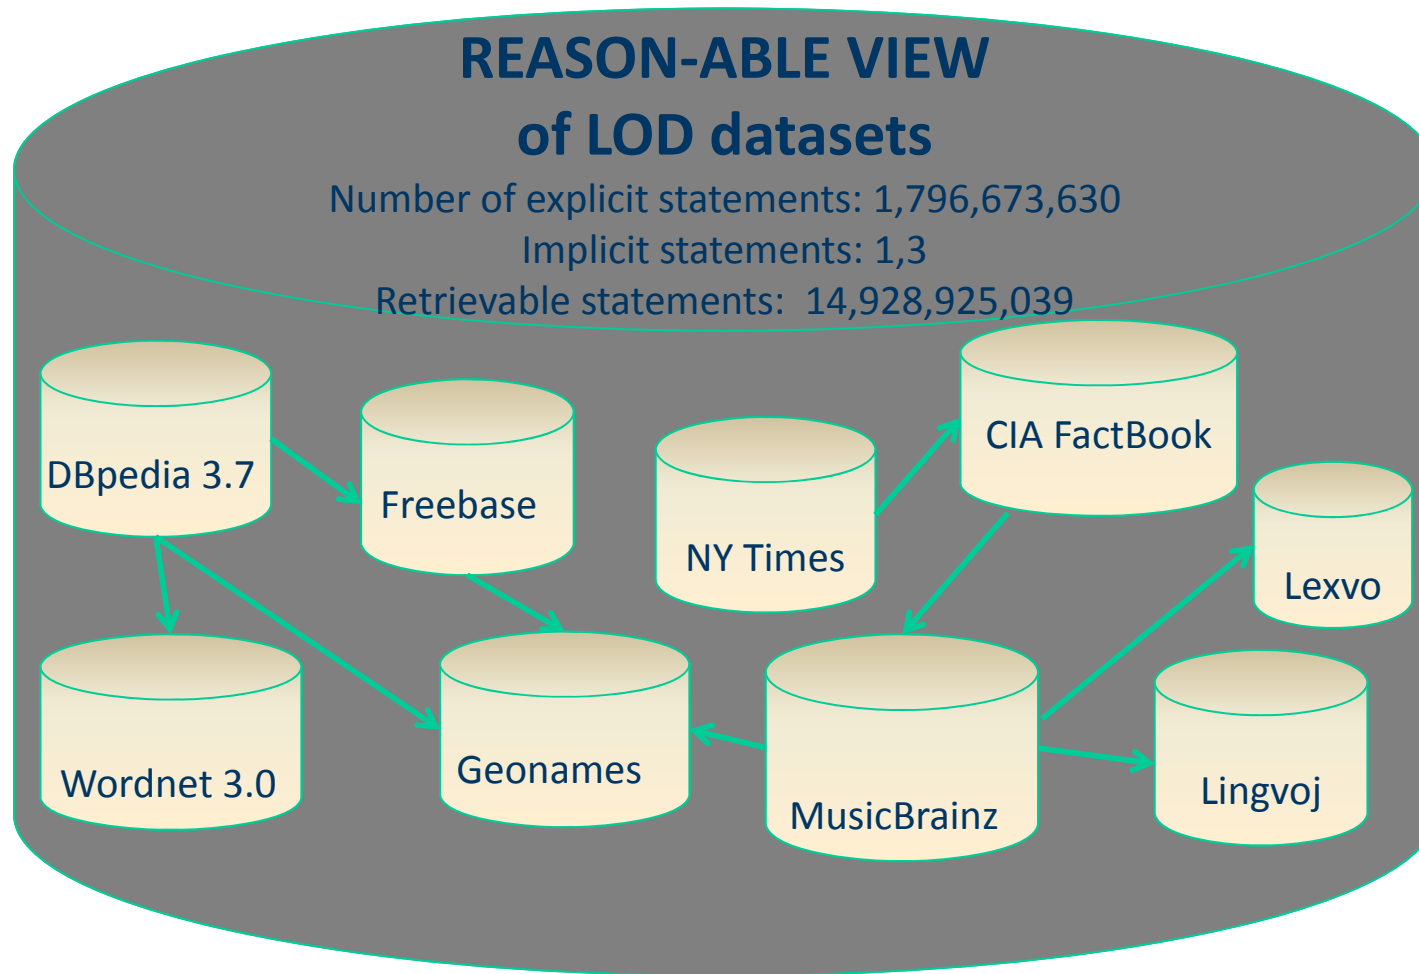 REASON-ABLE VIEW
of LOD datasets
Number of explicit statements: 1,796,673,630
Implicit statements: 1,3
Retrievable statements: 14,928,925,039
DBpedia 3.7
Freebase
NY Times
CIA FactBook
Lexvo
Wordnet 3.0
Geonames
MusicBrainz
Lingvoj